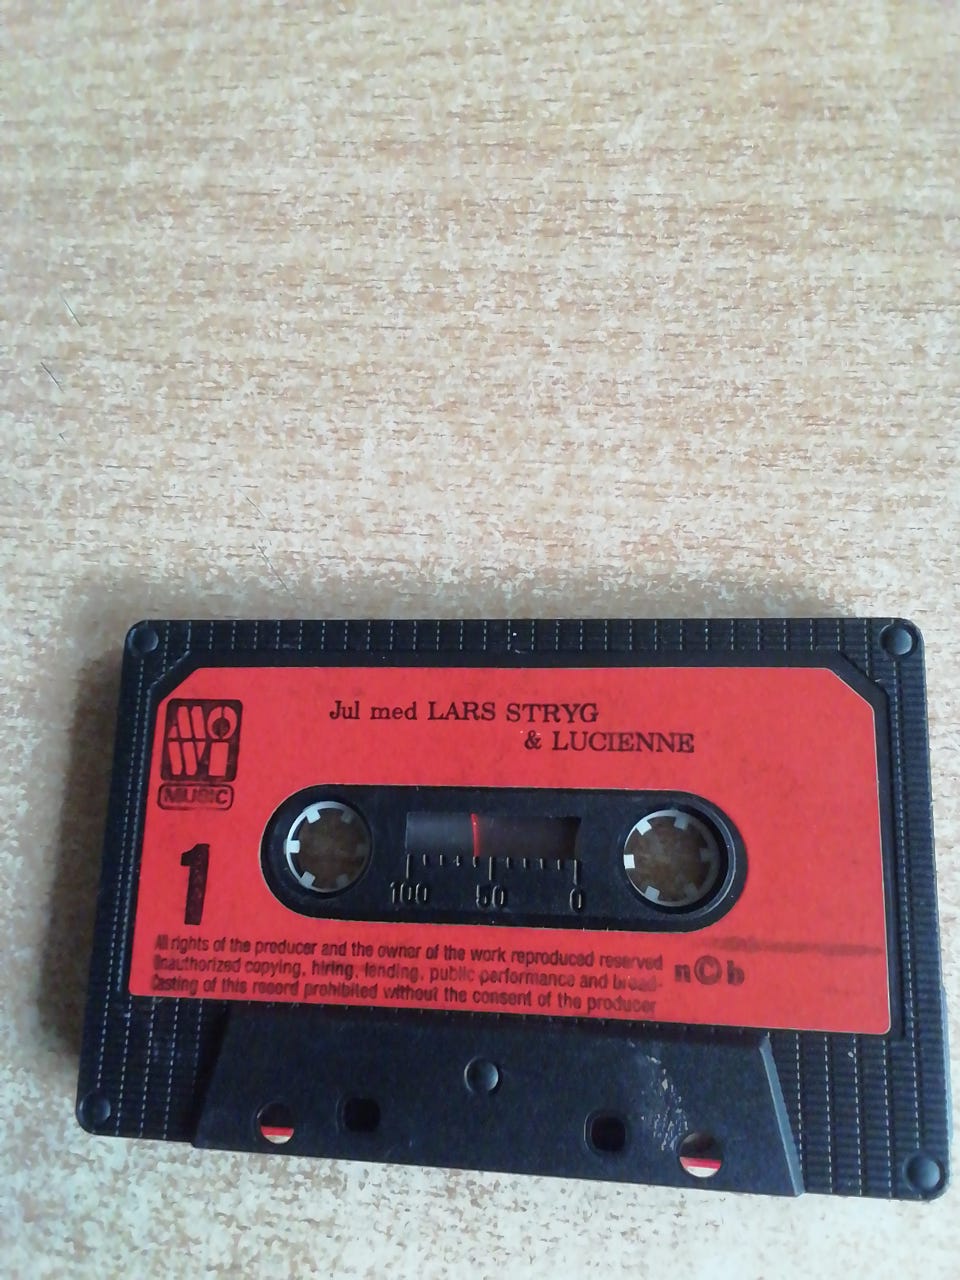 Jul med LARS STRYG
& LUCIENNE
MOWI
MUSIC
1
100 50 0
All rights of the producer and the owner of the work reproduced reserved
Unauthorized copying, hiring, lending, public performance and broad-
casting of this record prohibited without the consent of the producer
n©b